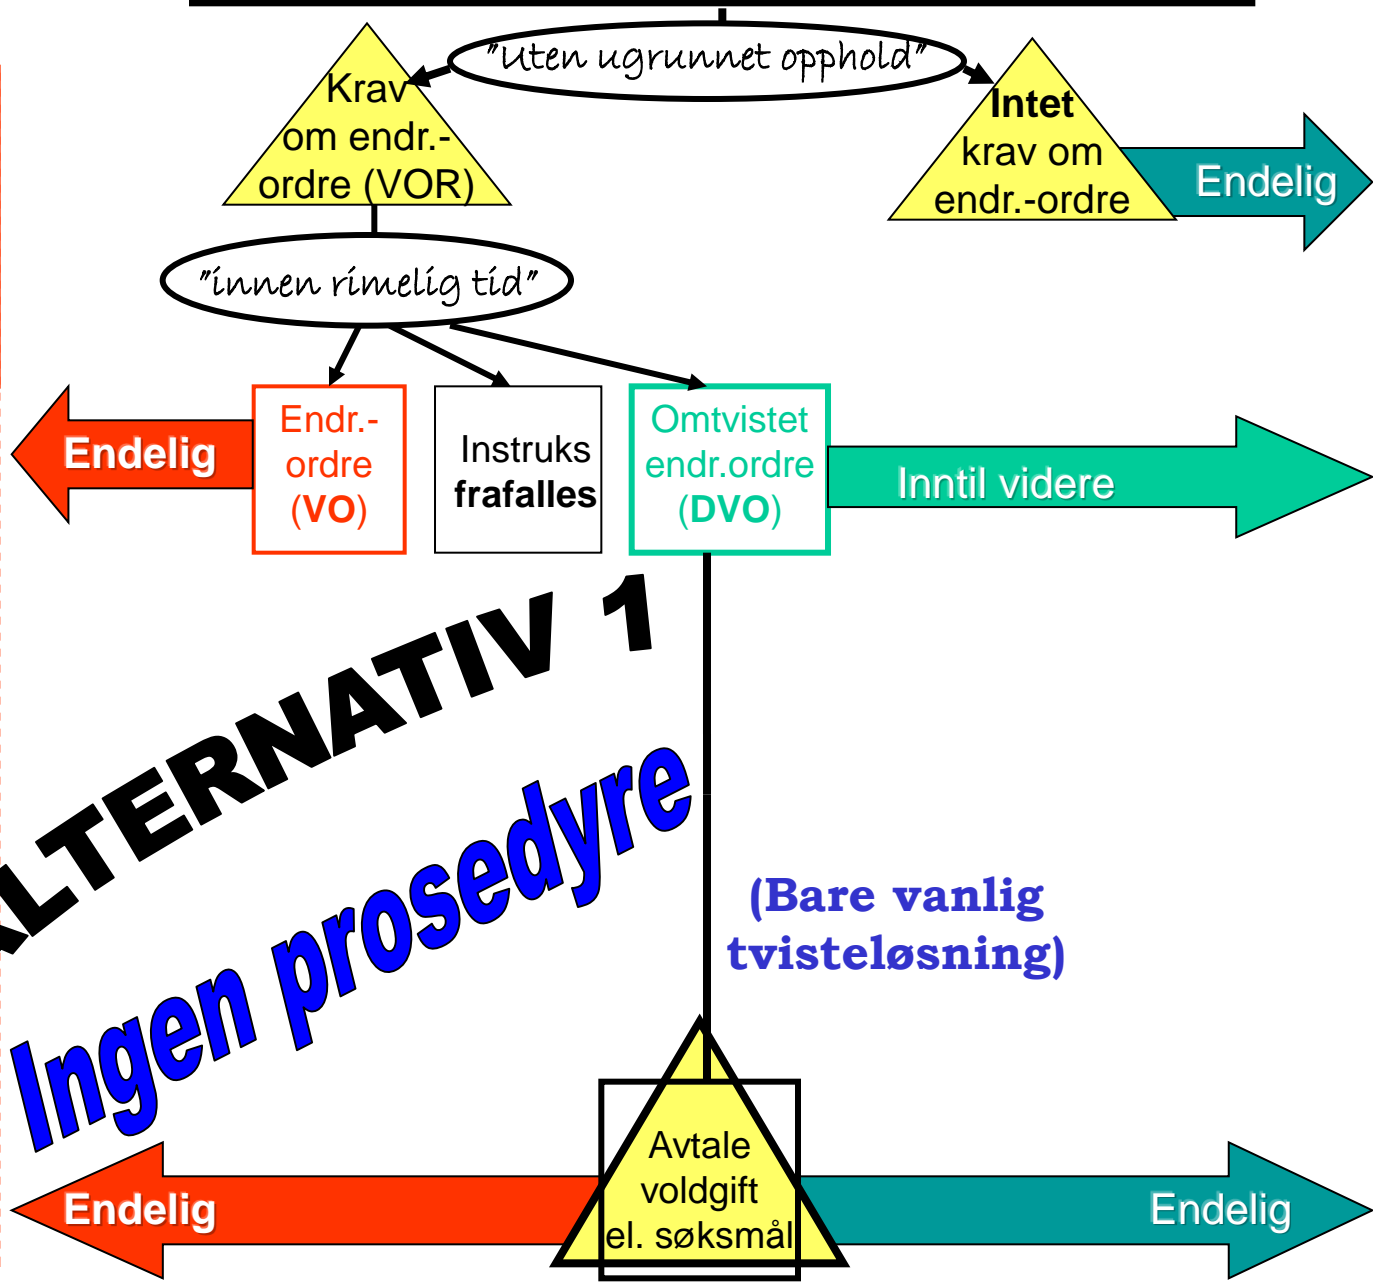 "Uten ugrunnet opphold"
Krav
om endr.-
ordre (VOR)
Intet
krav om
endr.-ordre
Endelig
"innen rimelig tid"
Endelig
Endr.-
ordre
(VO)
Instruks
frafalles
Omtvistet
endr.ordre
(DVO)
Inntil videre
ALTERNATIV 1
Ingen prosedyre
(Bare vanlig
tvisteløsning)
Endelig
Avtale
voldgift
el. søksmål
Endelig